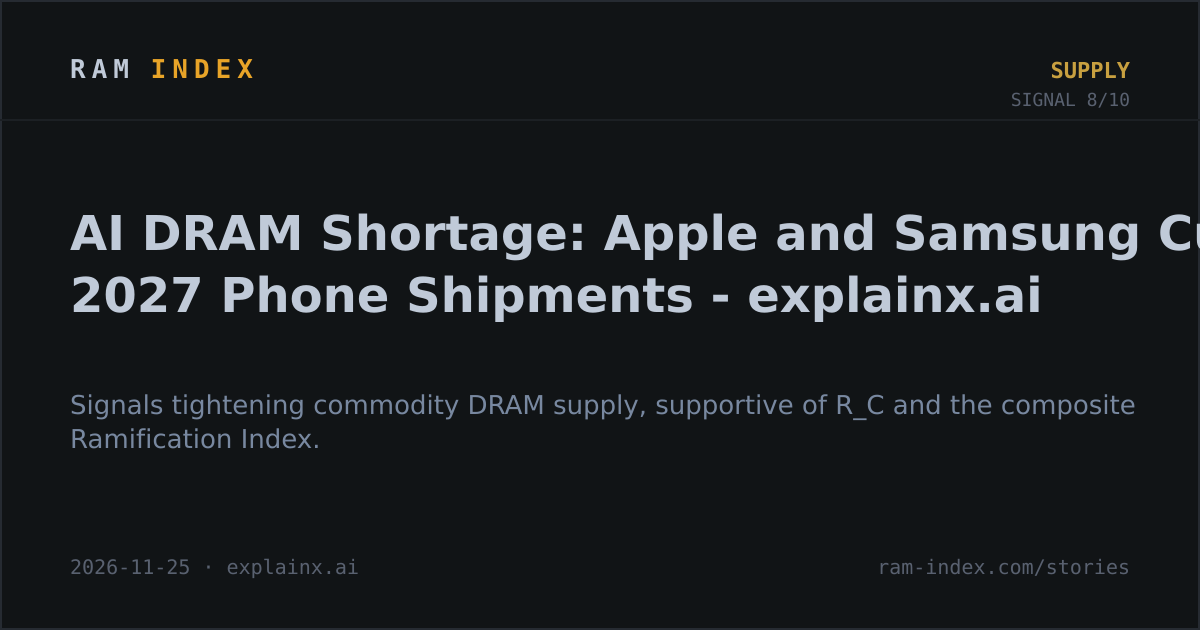 RAM INDEX
SUPPLY
SIGNAL 8/10
AI DRAM Shortage: Apple and Samsung
2027 Phone Shipments - explainx.ai
Signals tightening commodity DRAM supply, supportive of R_C and the composite
Ramification Index.
2026-11-25 · explainx.ai
ram-index.com/stories